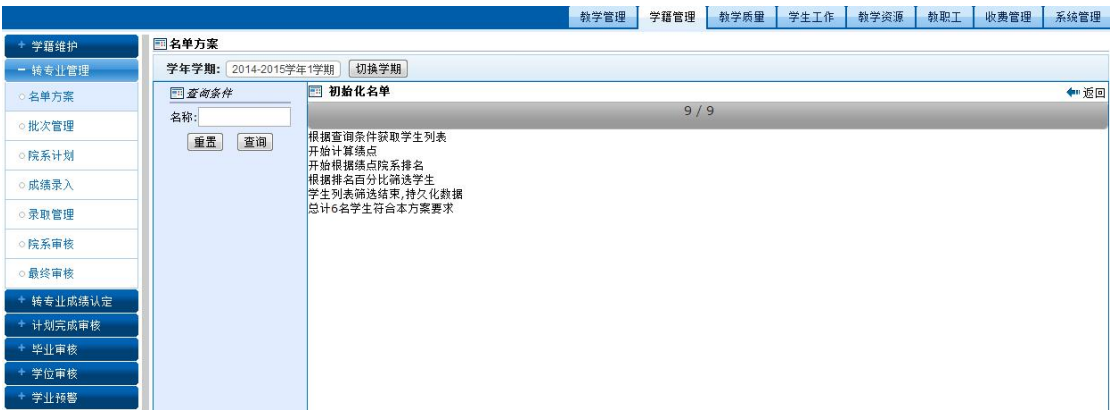 教学管理 学籍管理 教学质量 学生工作 教学资源 教职工 收费管理 系统管理
+ 学籍维护
- 转专业管理
名单方案
批次管理
院系计划
成绩录入
录取管理
院系审核
最终审核
+ 转专业成绩认定
+ 计划完成审核
+ 毕业审核
+ 学位审核
+ 学业预警
名单方案
学年学期: 2014-2015学年1学期 切换学期
查询条件
名称:
重置 查询
初始化名单 返回
9 / 9
根据查询条件获取学生列表
开始计算绩点
开始根据绩点院系排名
根据排名百分比筛选学生
学生列表筛选结束,持久化数据
总计6名学生符合本方案要求